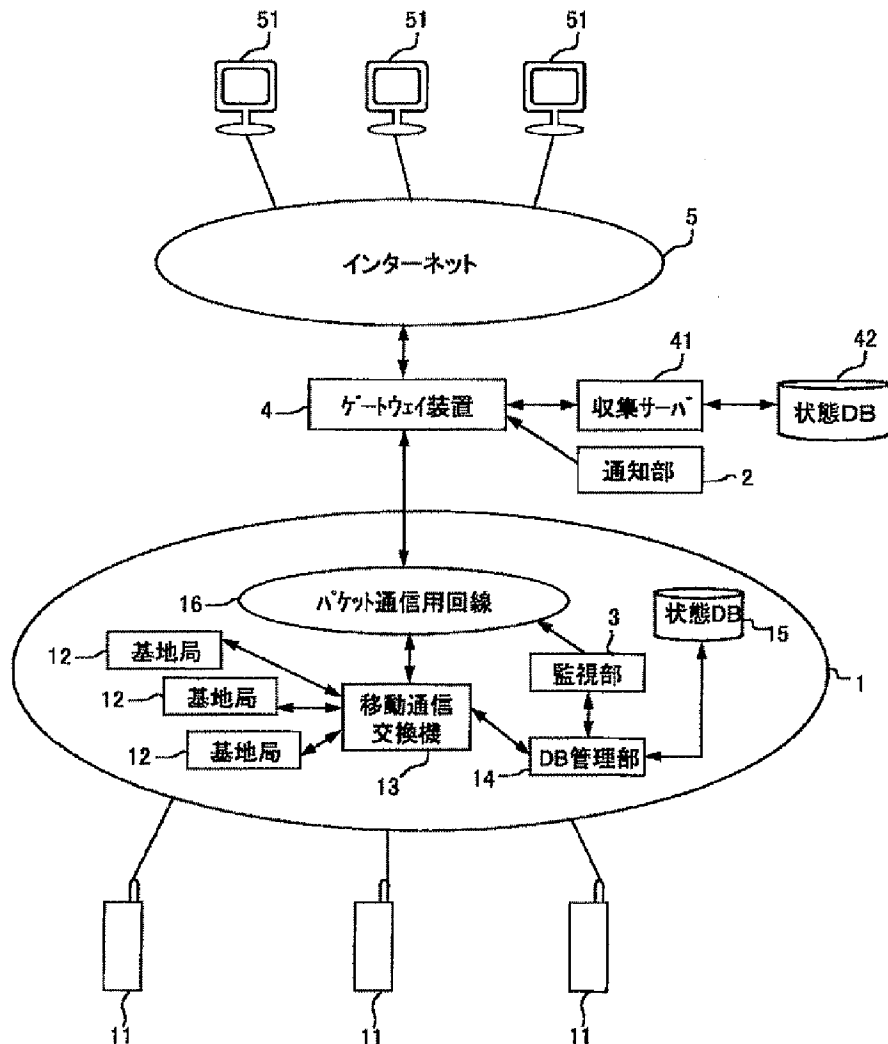 51
51
51
5
インターネット
41
42
4
ゲートウェイ装置
収集サーバ
状態DB
通知部
2
16
パケット通信用回線
状態DB
15
3
12
基地局
監視部
1
12
基地局
移動通信
交換機
12
基地局
13
14
DB管理部
11
11
11